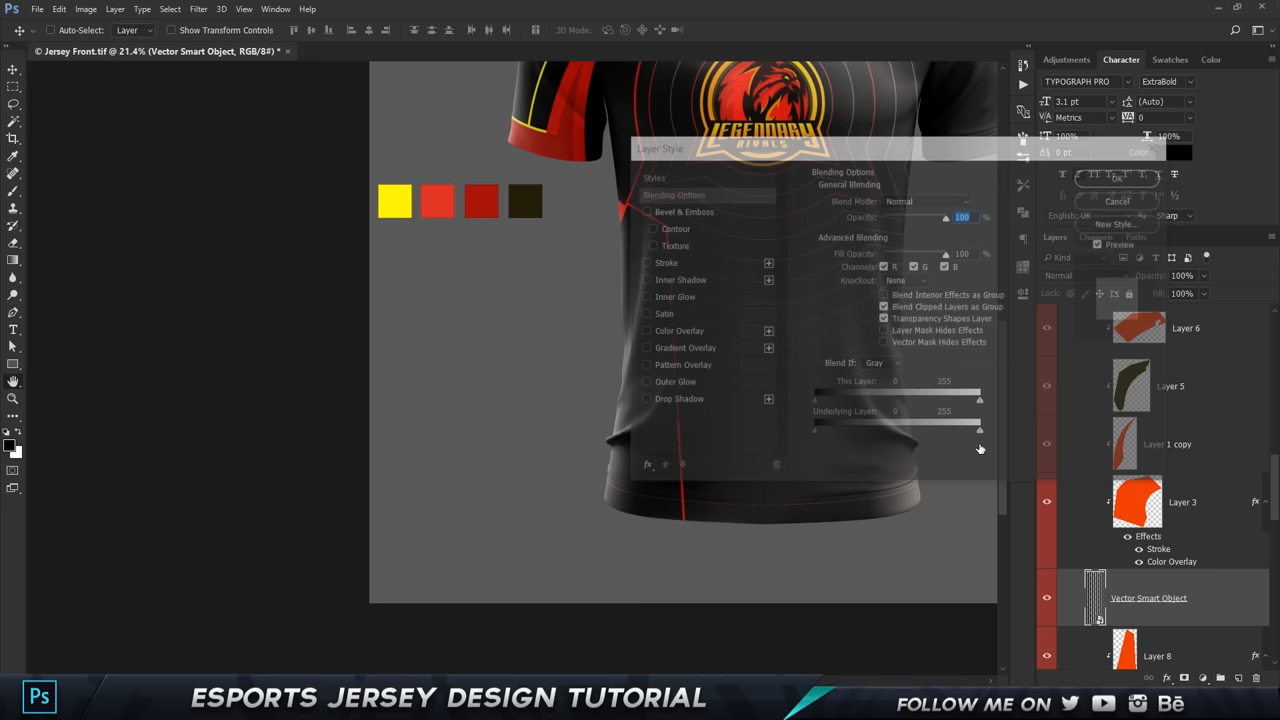 Ps File Edit Image Layer Type Select Filter 3D View Window Help
Auto-Select: Layer Show Transform Controls 3D Mode:
© Jersey Front.tif @ 21.4% (Vector Smart Object, RGB/8#) * ×
Adjustments Character Swatches Color
TYPOGRAPH PRO ExtraBold
3.1 pt (Auto)
Metrics 0
100% 100%
0 pt Color:
English: UK Sharp
LEGENDARY
RIVALS
Layer Style
Styles
Blending Options
Bevel & Emboss
Contour
Texture
Stroke
Inner Shadow
Inner Glow
Satin
Color Overlay
Gradient Overlay
Pattern Overlay
Outer Glow
Drop Shadow
fx
Blending Options
General Blending
Blend Mode: Normal
Opacity: 100 %
Advanced Blending
Fill Opacity: 100 %
Channels: R G B
Knockout: None
Blend Interior Effects as Group
Blend Clipped Layers as Group
Transparency Shapes Layer
Layer Mask Hides Effects
Vector Mask Hides Effects
Blend If: Gray
This Layer: 0 255
Underlying Layer: 0 255
OK
Cancel
New Style...
Preview
Layers Channels Paths
Kind
Normal Opacity: 100%
Lock: Fill: 100%
Layer 6
Layer 5
Layer 1 copy
Layer 3 fx
Effects
Stroke
Color Overlay
Vector Smart Object
Layer 8 fx
Ps ESPORTS JERSEY DESIGN TUTORIAL
FOLLOW ME ON Bē